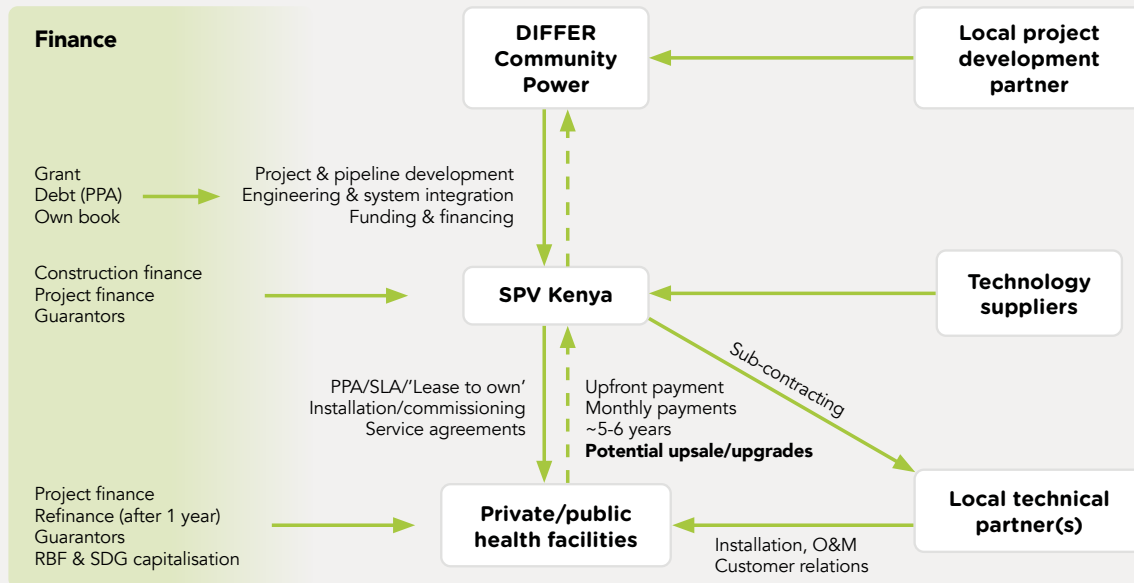 Finance
DIFFER
Community
Power
Local project
development
partner
Grant
Debt (PPA)
Own book
Project & pipeline development
Engineering & system integration
Funding & financing
Construction finance
Project finance
Guarantors
SPV Kenya
Technology
suppliers
PPA/SLA/'Lease to own'
Installation/commissioning
Service agreements
Upfront payment
Monthly payments
~5-6 years
Potential upsale/upgrades
Sub-contracting
Project finance
Refinance (after 1 year)
Guarantors
RBF & SDG capitalisation
Private/public
health facilities
Installation, O&M
Customer relations
Local technical
partner(s)